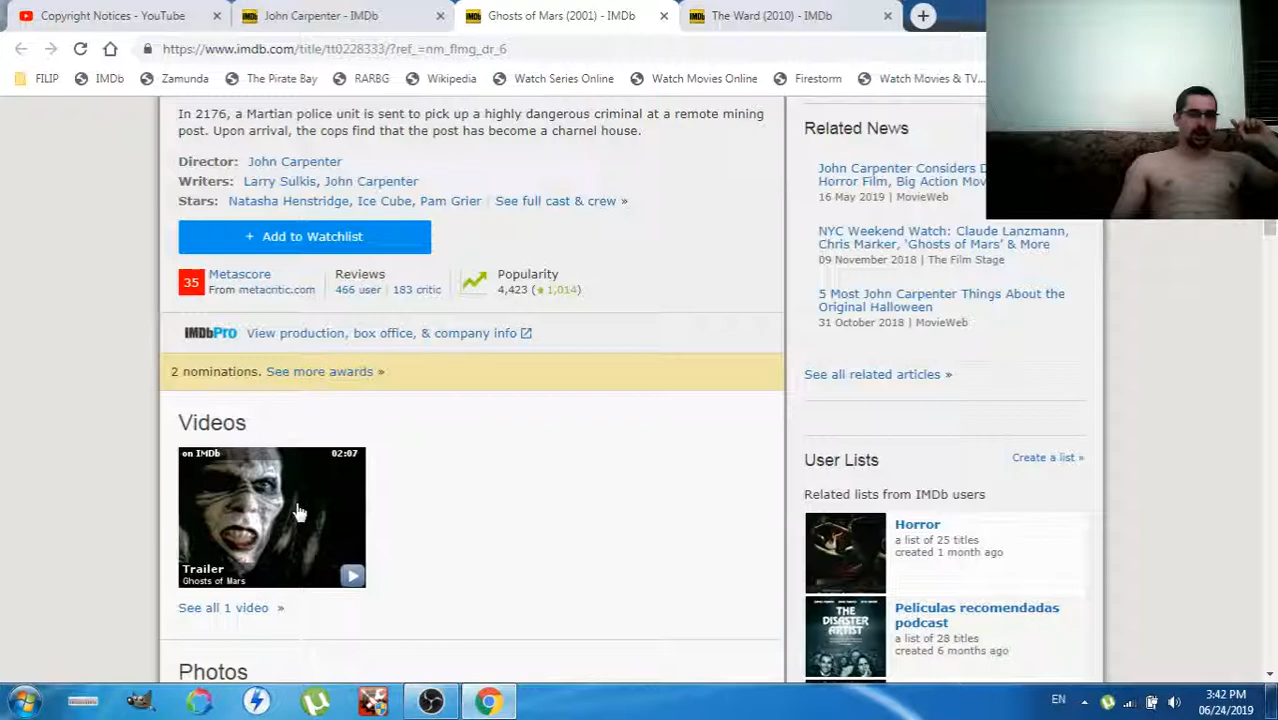 Copyright Notices - YouTube
John Carpenter - IMDb
Ghosts of Mars (2001) - IMDb
The Ward (2010) - IMDb
https://www.imdb.com/title/tt0228333/?ref_=nm_flmg_dr_6
FILIP
IMDb
Zamunda
The Pirate Bay
RARBG
Wikipedia
Watch Series Online
Watch Movies Online
Firestorm
Watch Movies & TV...
In 2176, a Martian police unit is sent to pick up a highly dangerous criminal at a remote mining
post. Upon arrival, the cops find that the post has become a charnel house.
Director: John Carpenter
Writers: Larry Sulkis, John Carpenter
Stars: Natasha Henstridge, Ice Cube, Pam Grier | See full cast & crew »
+ Add to Watchlist
35
Metascore
From metacritic.com
Reviews
466 user | 183 critic
Popularity
4,423 (1,014)
IMDbPro View production, box office, & company info
2 nominations. See more awards »
Videos
on IMDb 02:07
Trailer
Ghosts of Mars
See all 1 video »
Photos
Related News
John Carpenter Considers
Horror Film, Big Action
16 May 2019 | MovieWeb
NYC Weekend Watch: Claude Lanzmann,
Chris Marker, 'Ghosts of Mars' & More
09 November 2018 | The Film Stage
5 Most John Carpenter Things About the
Original Halloween
31 October 2018 | MovieWeb
See all related articles »
User Lists
Create a list »
Related lists from IMDb users
Horror
a list of 25 titles
created 1 month ago
THE
DISASTER
ARTIST
Peliculas recomendadas
podcast
a list of 28 titles
created 6 months ago
EN
3:42 PM
06/24/2019